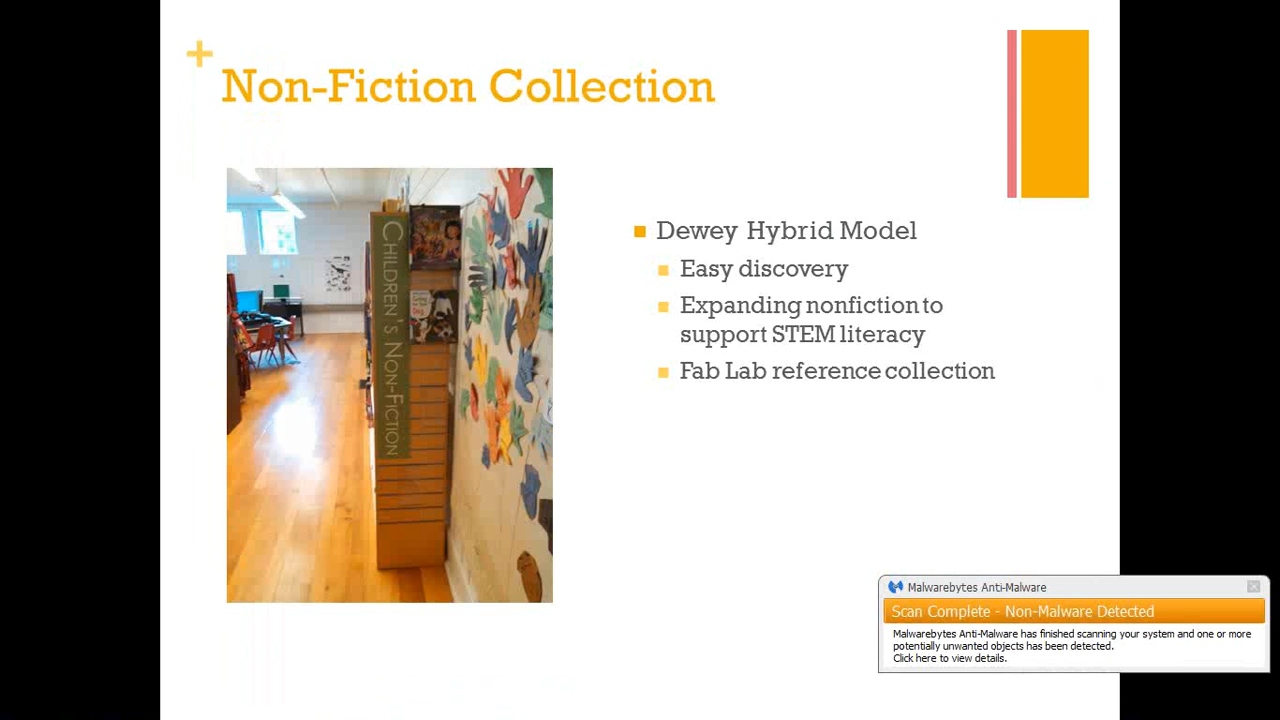 +
Non-Fiction Collection
CHILDREN'S NON-FICTION
Dewey Hybrid Model
Easy discovery
Expanding nonfiction to
support STEM literacy
Fab Lab reference collection
Malwarebytes Anti-Malware
Scan Complete - Non-Malware Detected
Malwarebytes Anti-Malware has finished scanning your system and one or more
potentially unwanted objects has been detected.
Click here to view details.